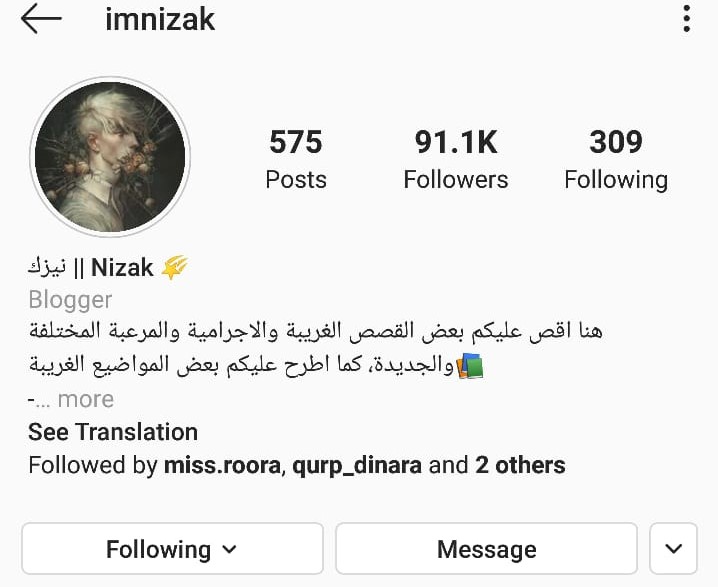 imnizak
575
91.1K
309
Posts
Followers
Following
نيزك || Nizak 🌠
Blogger
هنا اقص عليكم بعض القصص الغريبة والاجرامية والمرعبة المختلفة
والجديدة، كما اطرح عليكم بعض المواضيع الغريبة📚
-... more
See Translation
Followed by miss.roora, qurp_dinara and 2 others
Following
Message